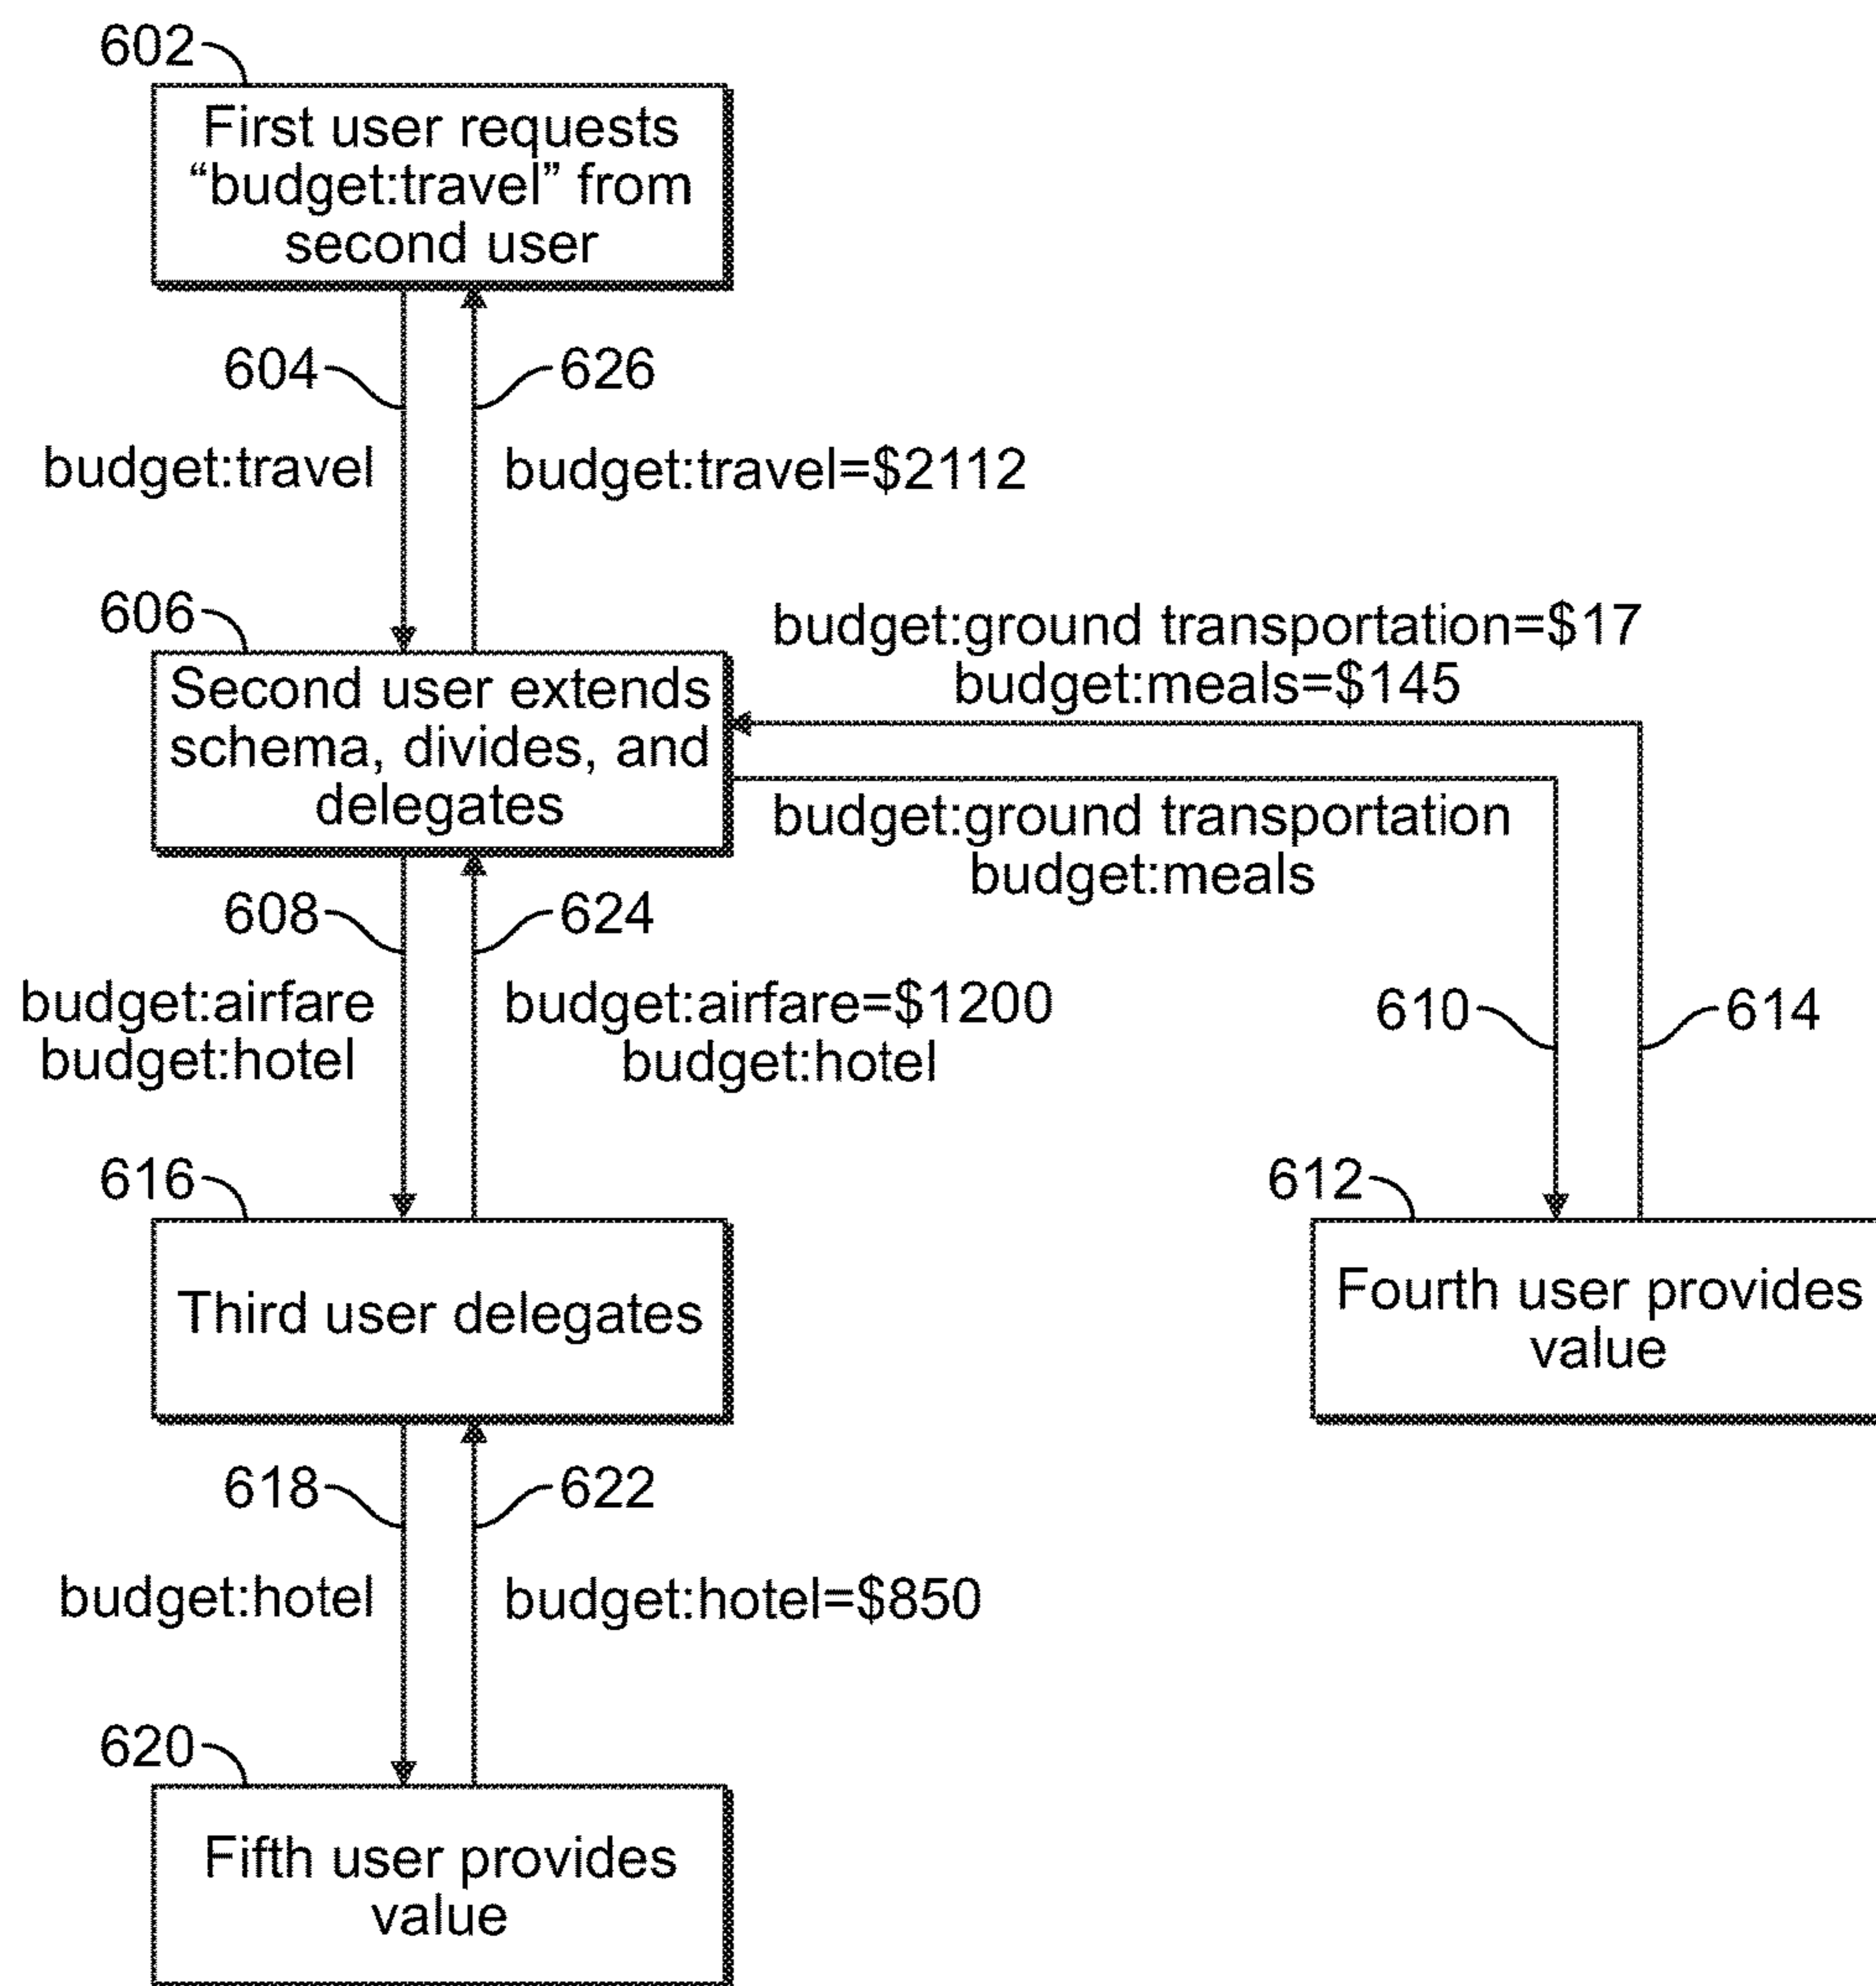 602
First user requests
“budget:travel” from
second user
604
626
budget:travel
budget:travel=$2112
606
Second user extends
schema, divides, and
delegates
budget:ground transportation=$17
budget:meals=$145
budget:ground transportation
budget:meals
608
624
budget:airfare
budget:hotel
budget:airfare=$1200
budget:hotel
610
614
616
Third user delegates
612
Fourth user provides
value
618
622
budget:hotel
budget:hotel=$850
620
Fifth user provides
value